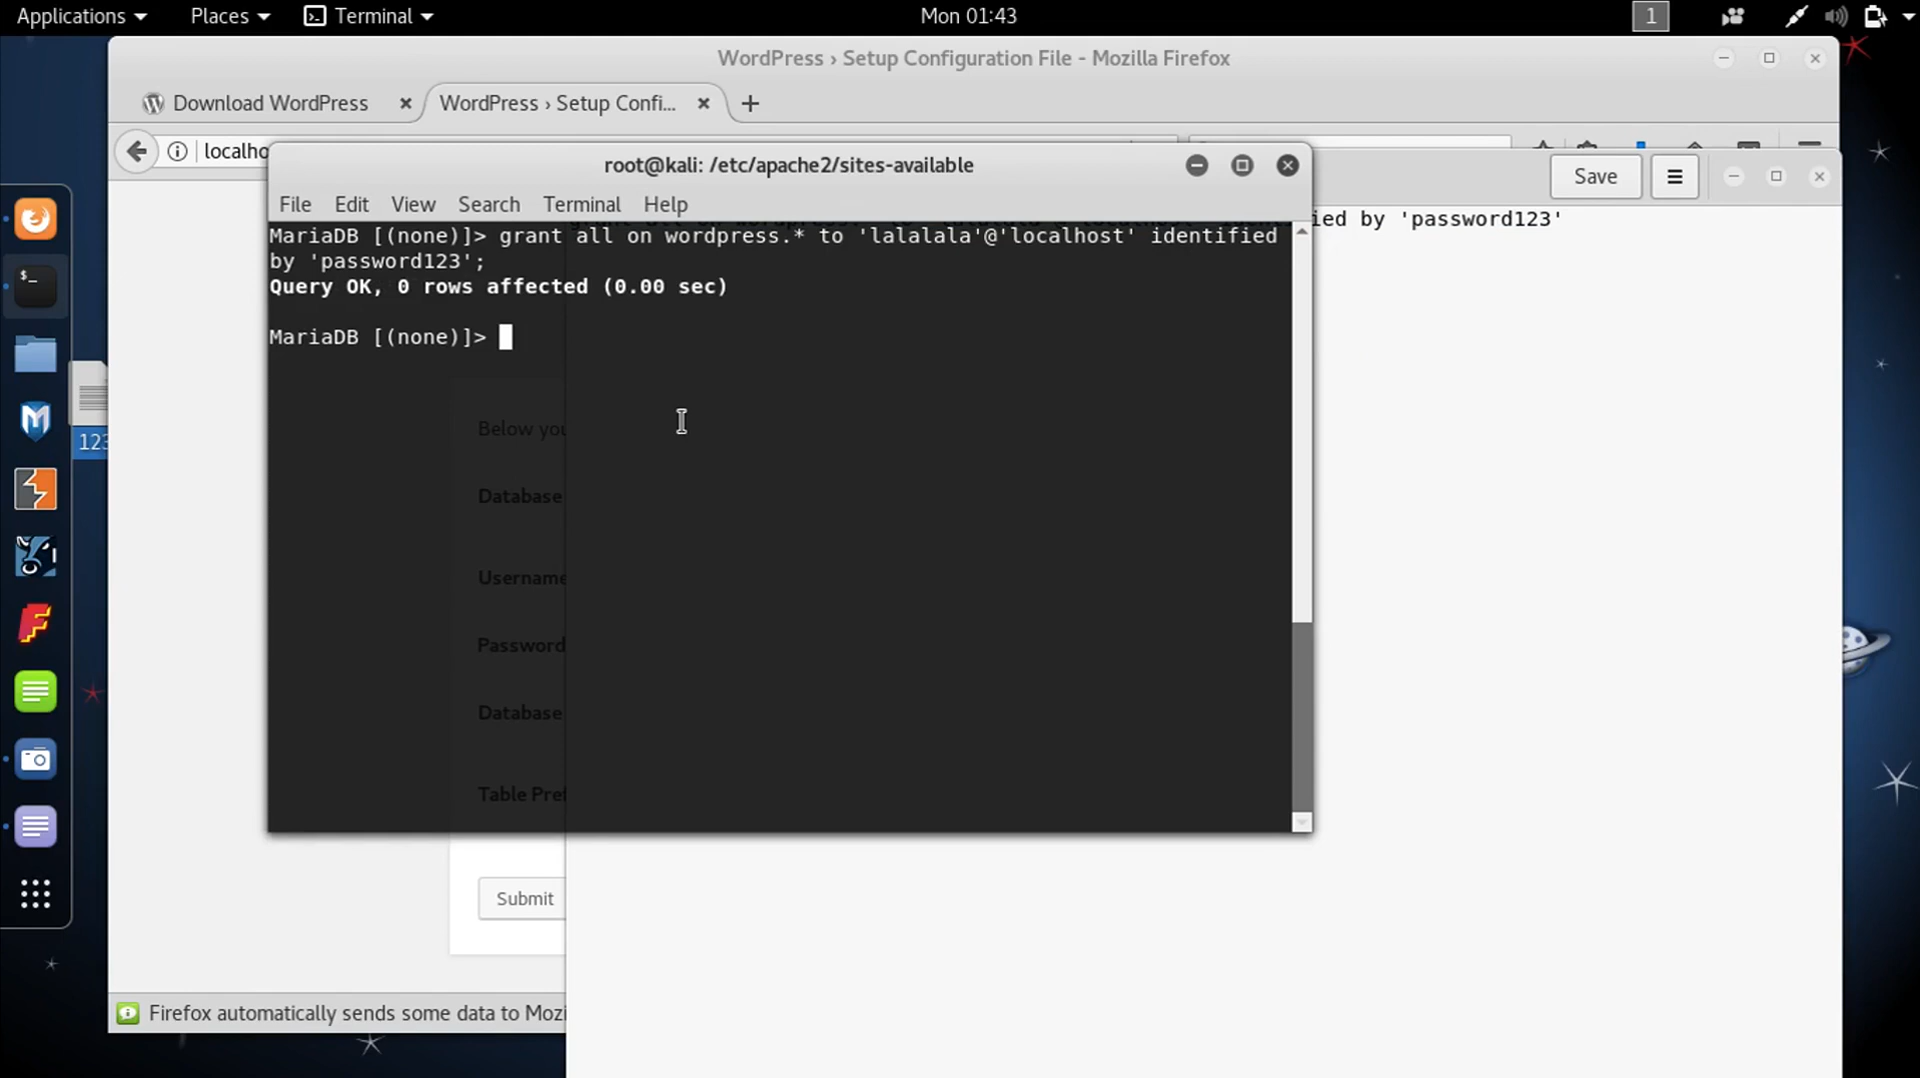 Applications Places Terminal Mon 01:43 1
WordPress › Setup Configuration File - Mozilla Firefox
Download WordPress WordPress › Setup Confi...
localho
root@kali: /etc/apache2/sites-available
Save
File Edit View Search Terminal Help
ied by 'password123'
MariaDB [(none)]> grant all on wordpress.* to 'lalalala'@'localhost' identified
by 'password123';
Query OK, 0 rows affected (0.00 sec)
MariaDB [(none)]>
Below you
123
Database
Username
Password
Database
Table Pref
Submit
Firefox automatically sends some data to Mozi